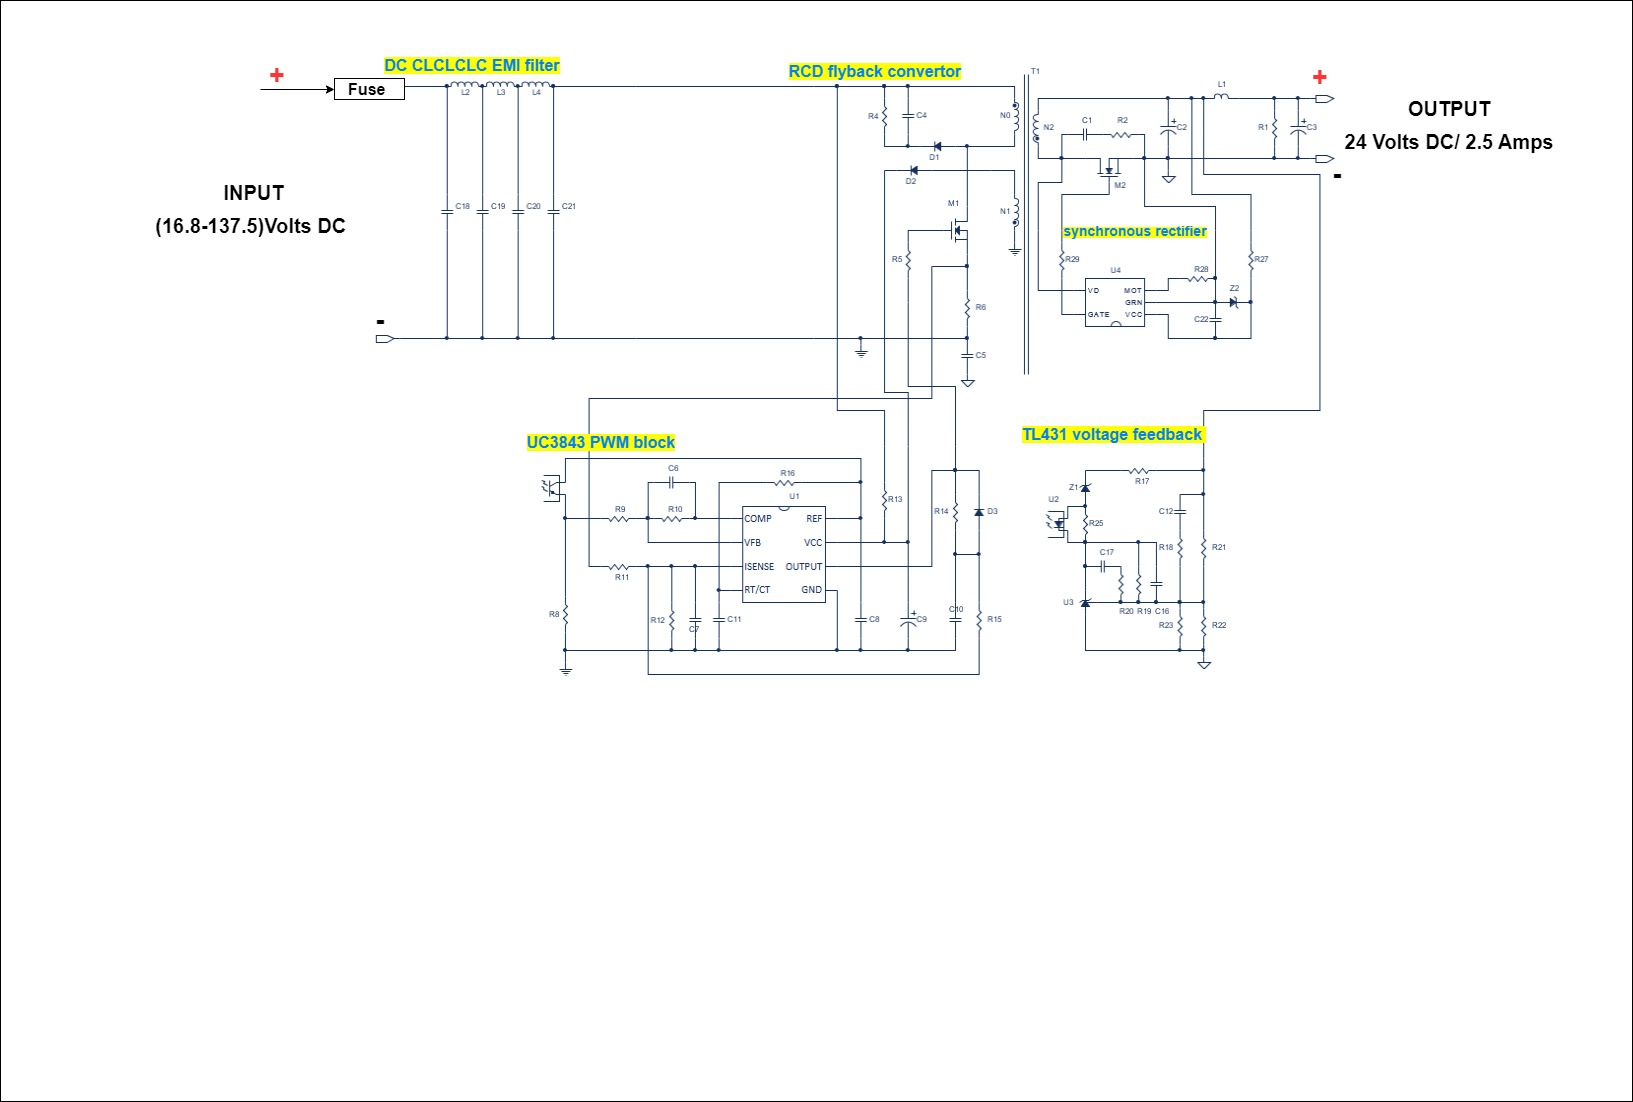 DC CLCLCLC EMI filter
RCD flyback convertor
+
Fuse
L2
L3
L4
T1
+
L1
OUTPUT
24 Volts DC/ 2.5 Amps
R4
C4
N0
N2
C1
R2
+
C2
R1
+
C3
D1
D2
M2
-
INPUT
(16.8-137.5)Volts DC
C18
C19
C20
C21
M1
N1
synchronous rectifier
R5
R29
R27
U4
R28
VD
MOT
Z2
GRN
GATE
VCC
C22
R6
-
C5
UC3843 PWM block
TL431 voltage feedback
C6
R16
R17
U1
Z1
U2
R13
R9
R10
COMP
REF
R14
D3
C12
R25
VFB
VCC
R18
R21
C17
ISENSE
OUTPUT
R11
RT/CT
GND
U3
R20
R19
C16
R8
R12
C7
C11
C8
+
C9
C10
R15
R23
R22